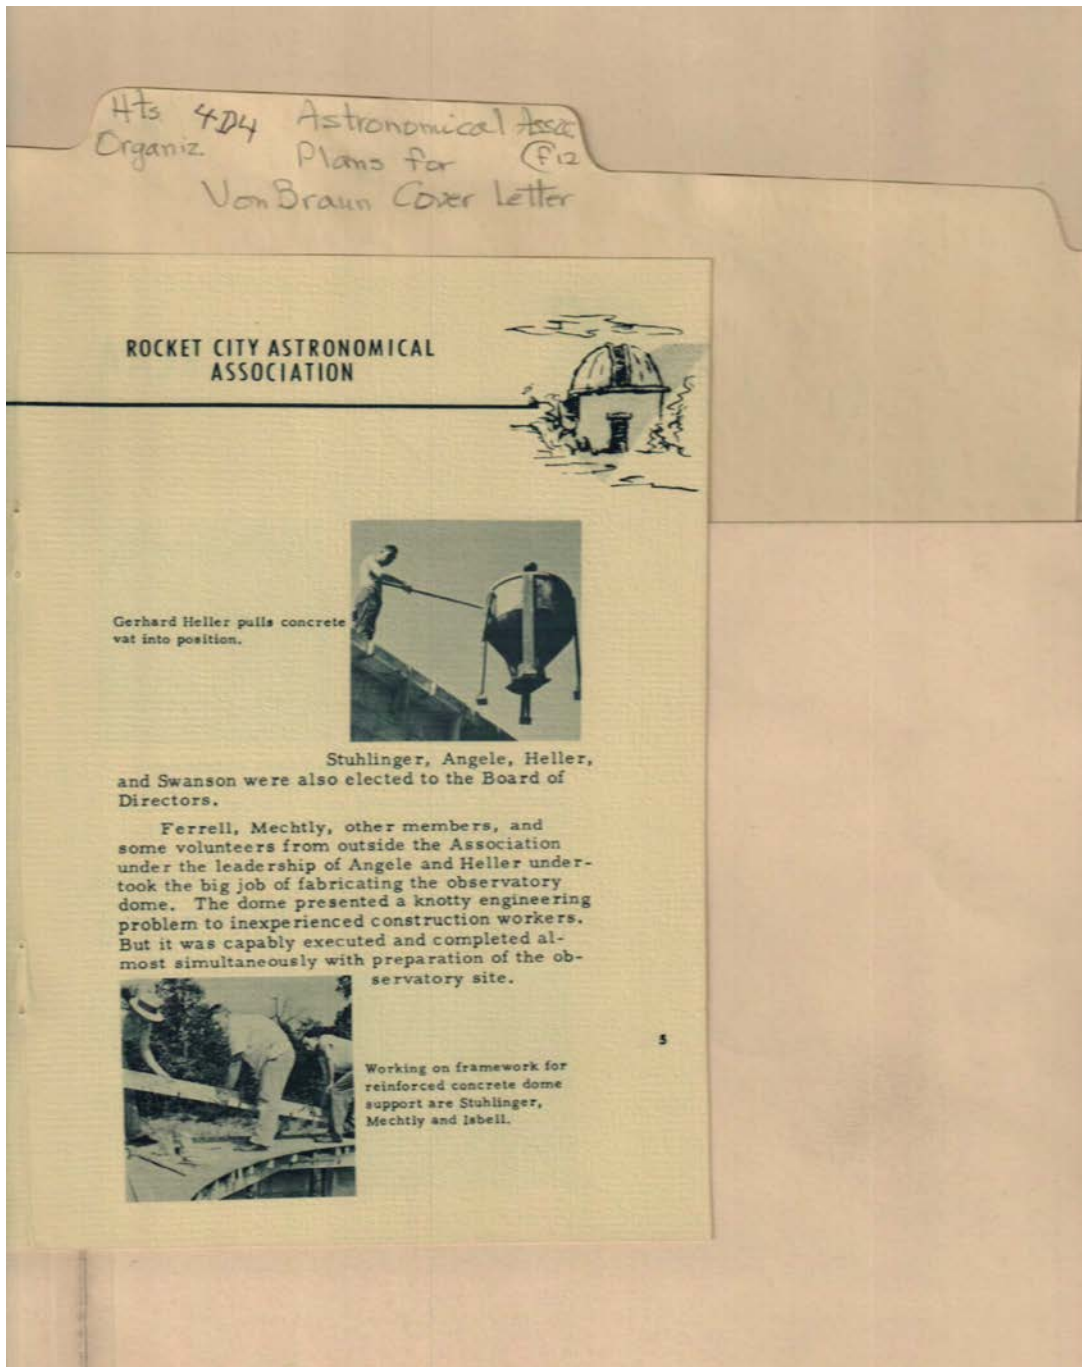 Hts 4D4 Astronomical Assoc
Organiz. Plans for F12
Von Braun Cover Letter
ROCKET CITY ASTRONOMICAL
ASSOCIATION
Gerhard Heller pulls concrete
vat into position.
Stuhlinger, Angele, Heller,
and Swanson were also elected to the Board of
Directors.
Ferrell, Mechtly, other members, and
some volunteers from outside the Association
under the leadership of Angele and Heller under-
took the big job of fabricating the observatory
dome. The dome presented a knotty engineering
problem to inexperienced construction workers.
But it was capably executed and completed al-
most simultaneously with preparation of the ob-
servatory site.
5
Working on framework for
reinforced concrete dome
support are Stuhlinger,
Mechtly and Isbell.